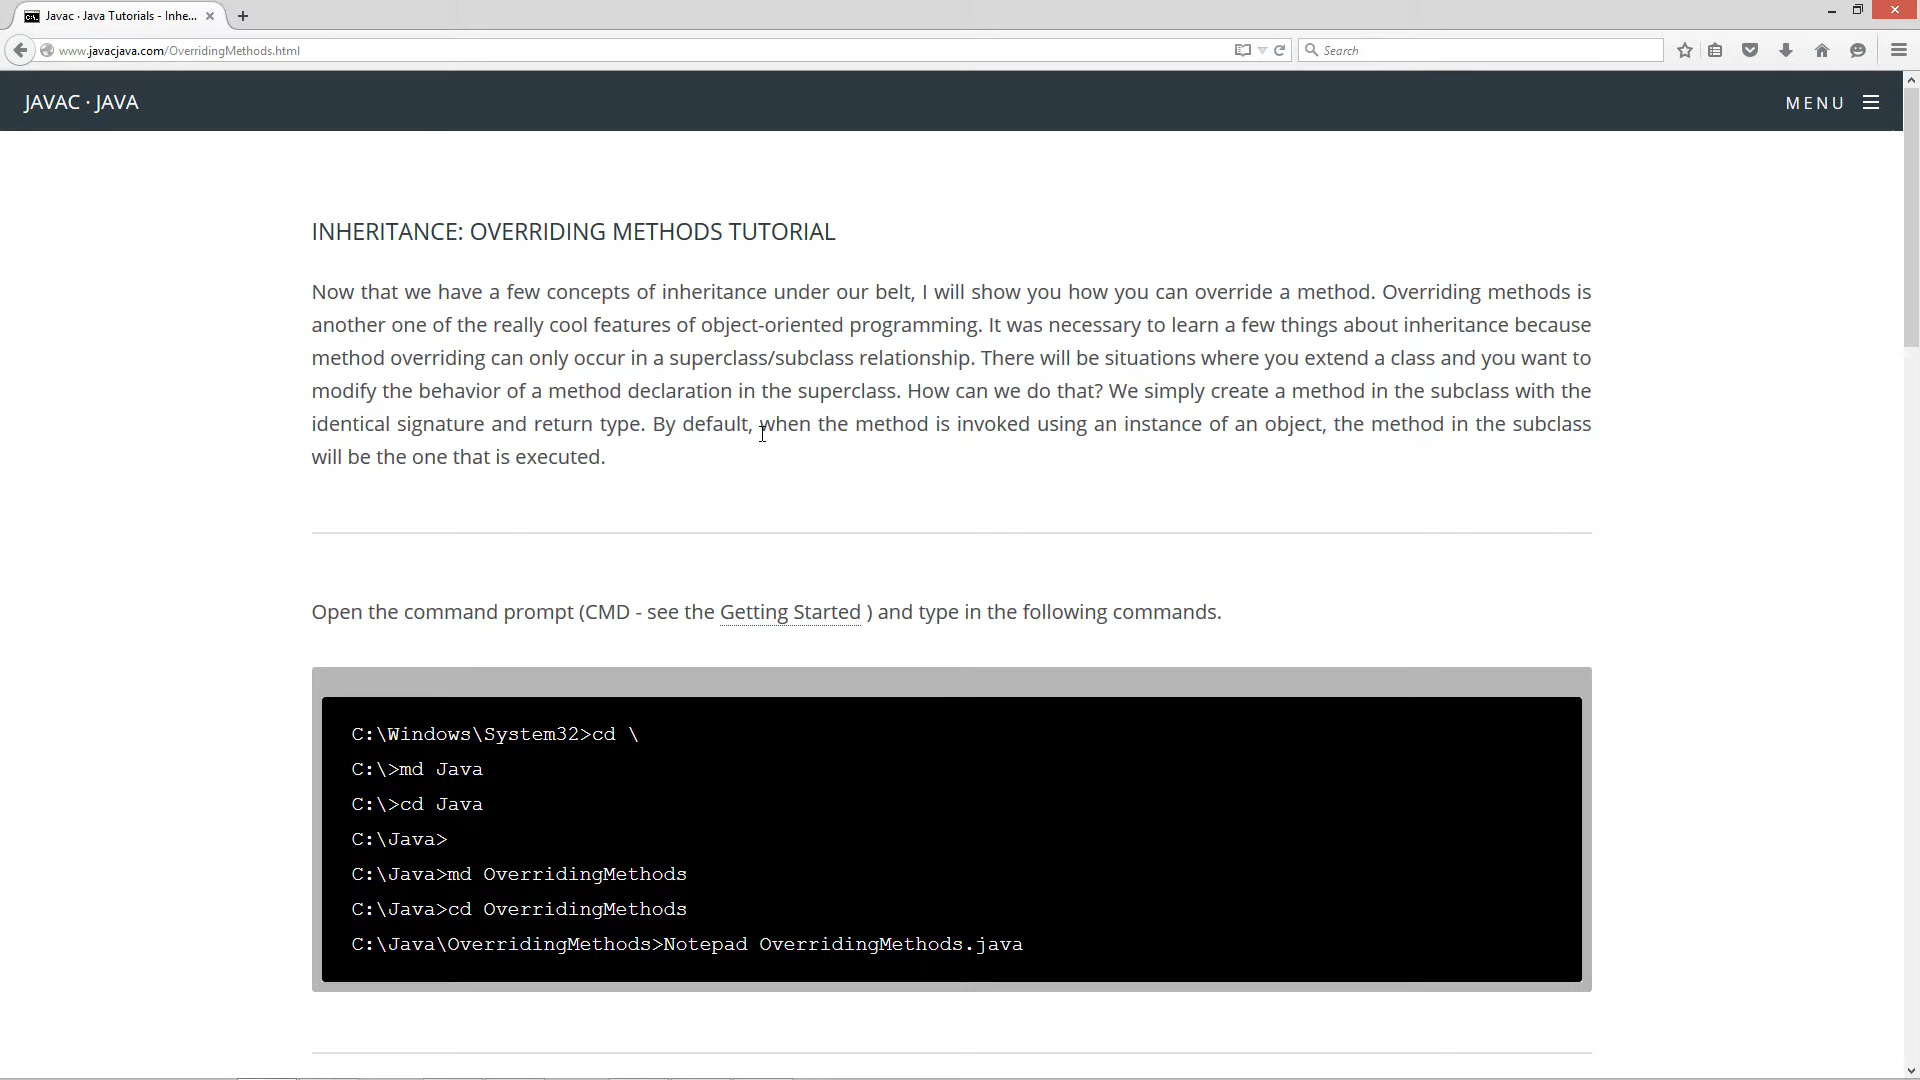 Javac · Java Tutorials - Inhe...
www.javacjava.com/OverridingMethods.html
Search
JAVAC · JAVA
MENU
INHERITANCE: OVERRIDING METHODS TUTORIAL
Now that we have a few concepts of inheritance under our belt, I will show you how you can override a method. Overriding methods is
another one of the really cool features of object-oriented programming. It was necessary to learn a few things about inheritance because
method overriding can only occur in a superclass/subclass relationship. There will be situations where you extend a class and you want to
modify the behavior of a method declaration in the superclass. How can we do that? We simply create a method in the subclass with the
identical signature and return type. By default, when the method is invoked using an instance of an object, the method in the subclass
will be the one that is executed.
Open the command prompt (CMD - see the Getting Started ) and type in the following commands.
C:\Windows\System32>cd \
C:\>md Java
C:\>cd Java
C:\Java>
C:\Java>md OverridingMethods
C:\Java>cd OverridingMethods
C:\Java\OverridingMethods>Notepad OverridingMethods.java